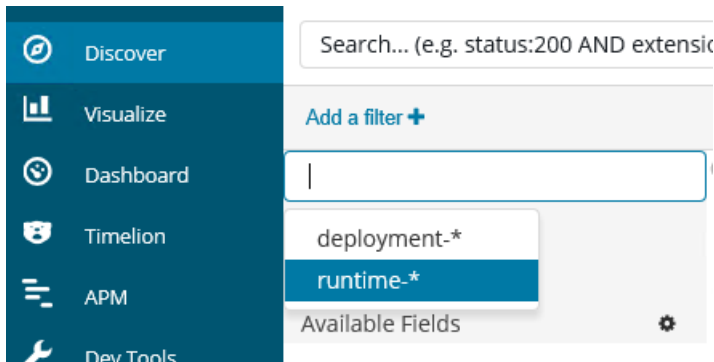 Discover
Visualize
Dashboard
Timelion
APM
Dev Tools
Search... (e.g. status:200 AND extensio
Add a filter +
deployment-*
runtime-*
Available Fields